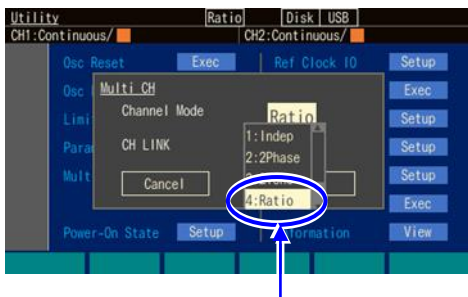 Utility Ratio Disk USB
CH1:Continuous/ CH2:Continuous/
Osc Reset Exec Ref Clock IO Setup
Osc Multi CH Exec
Limi Channel Mode Ratio Setup
Para CH LINK 1:Indep Setup
2:2Phase
Mult Cancel Setup
4:Ratio
Exec
Power-On State Setup Information View